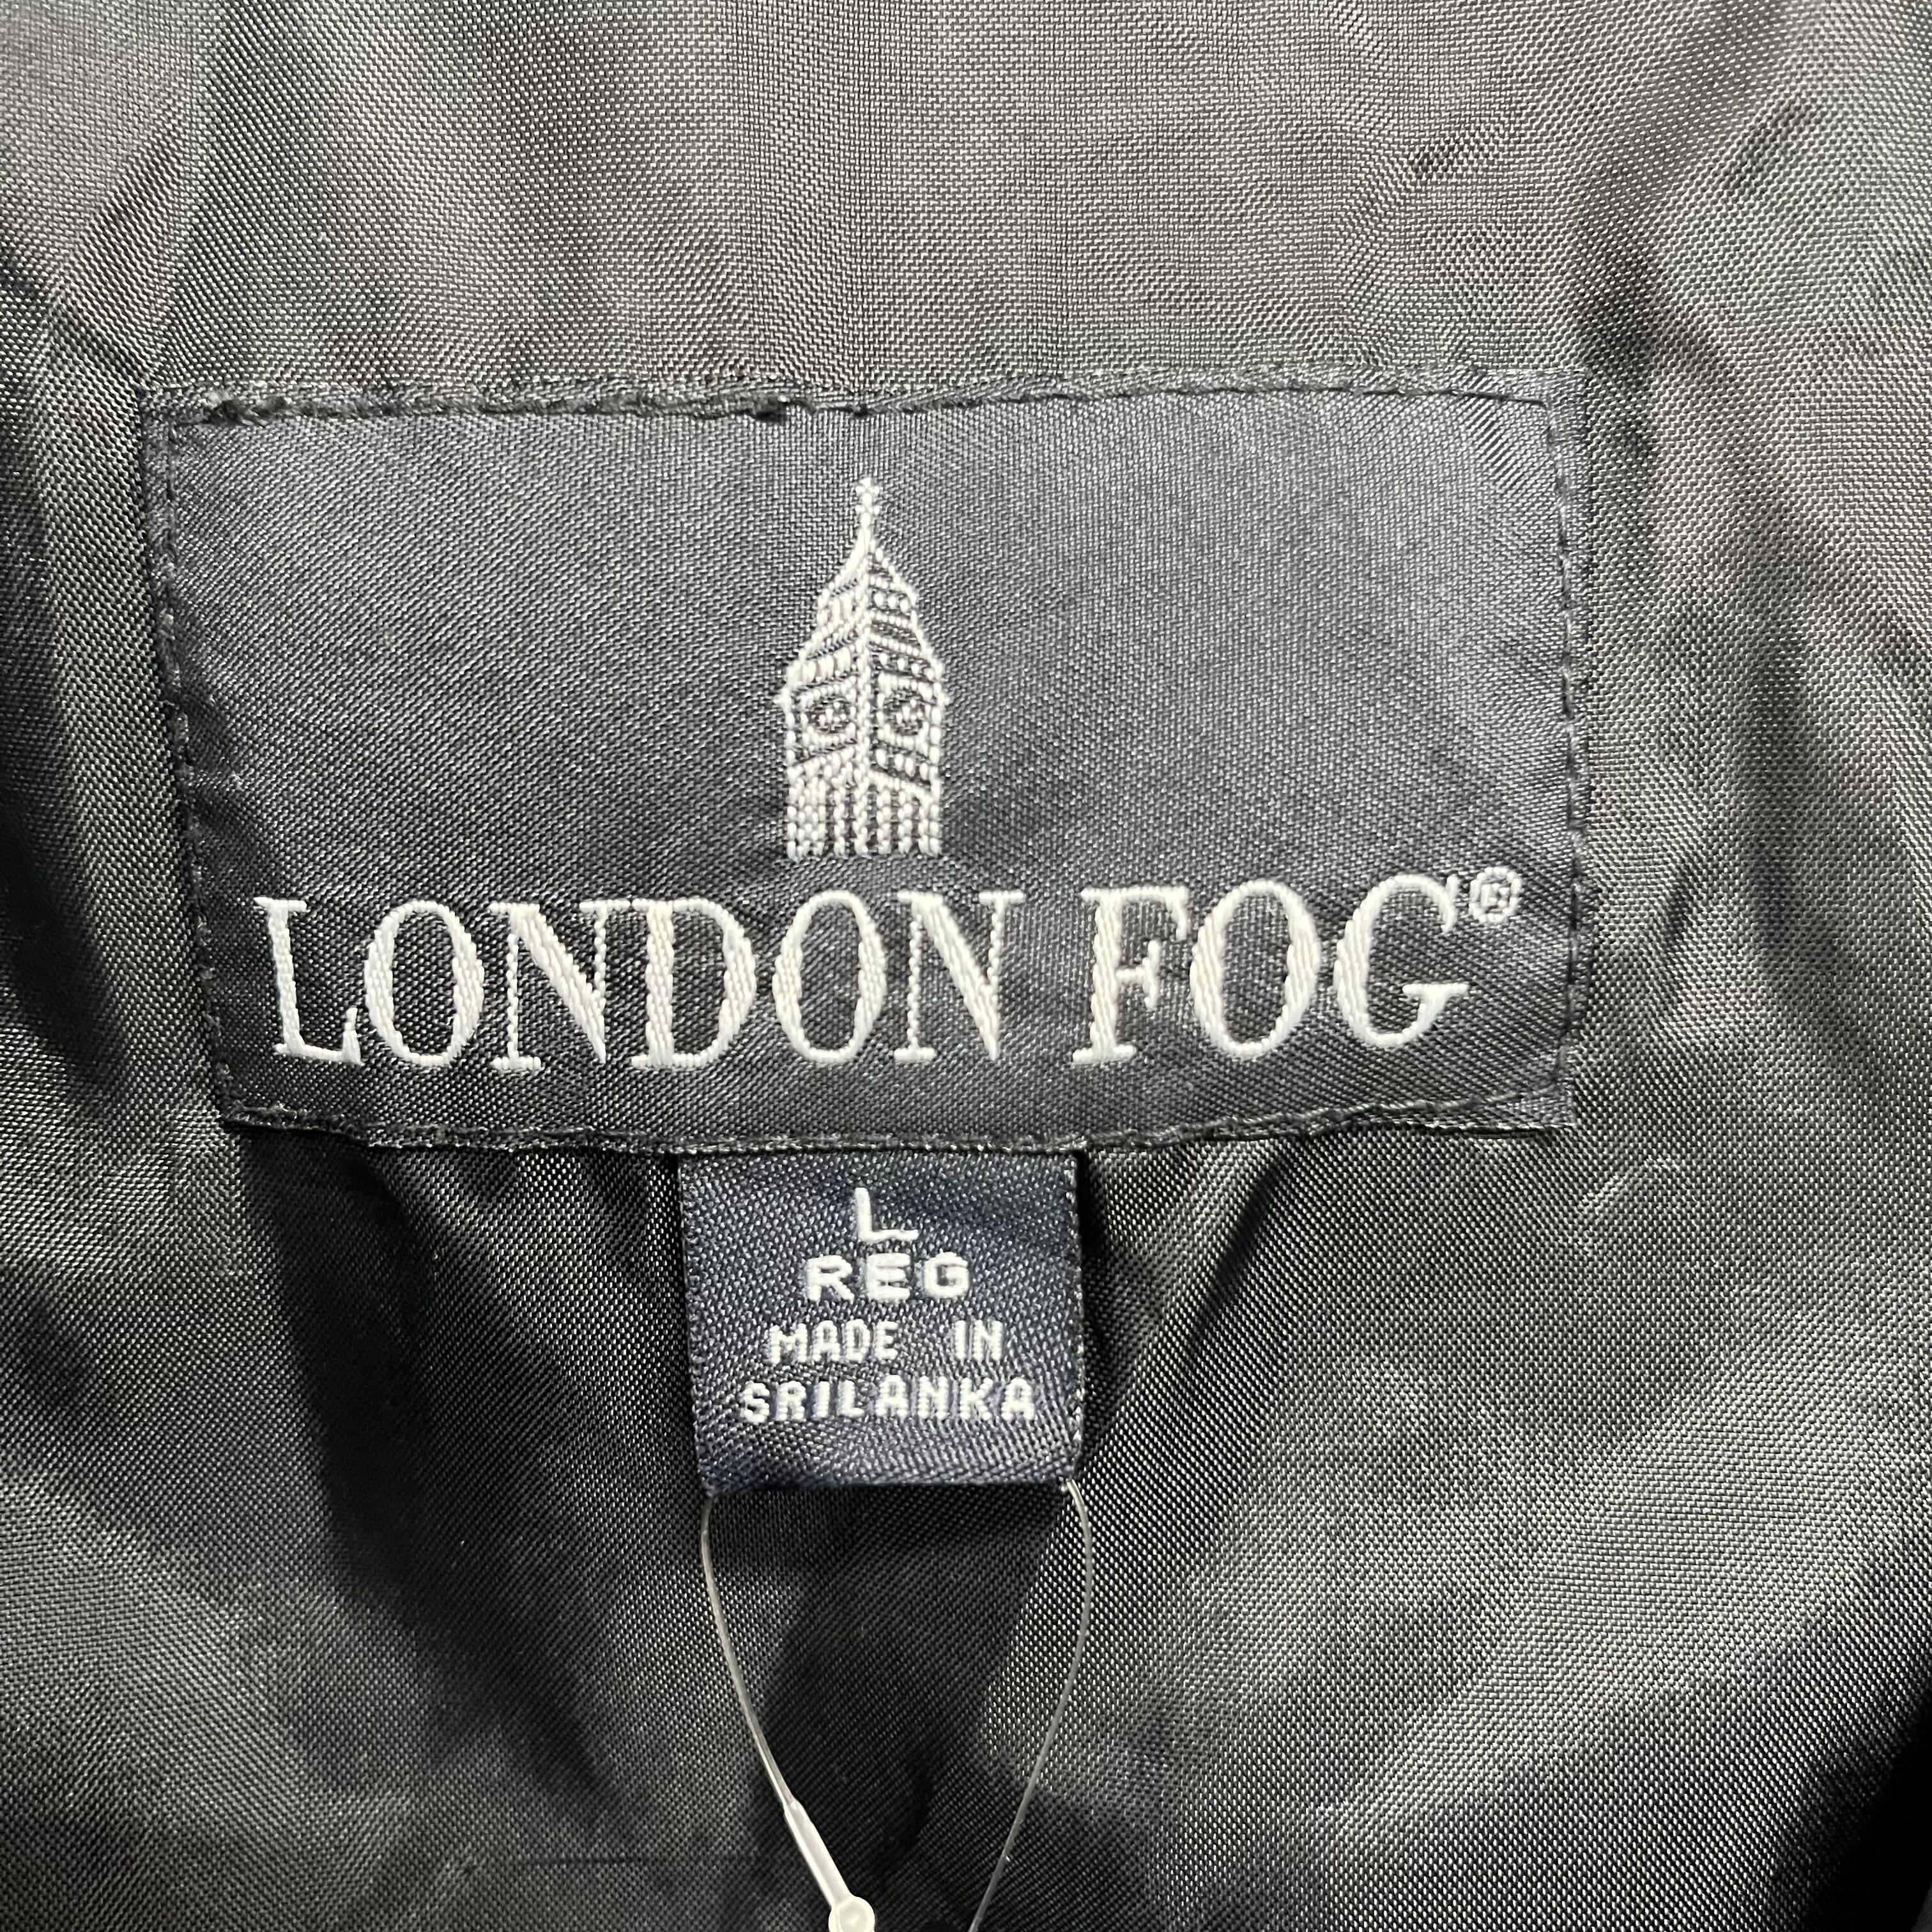 LONDON FOG®
L
REG
MADE IN
SRILANKA